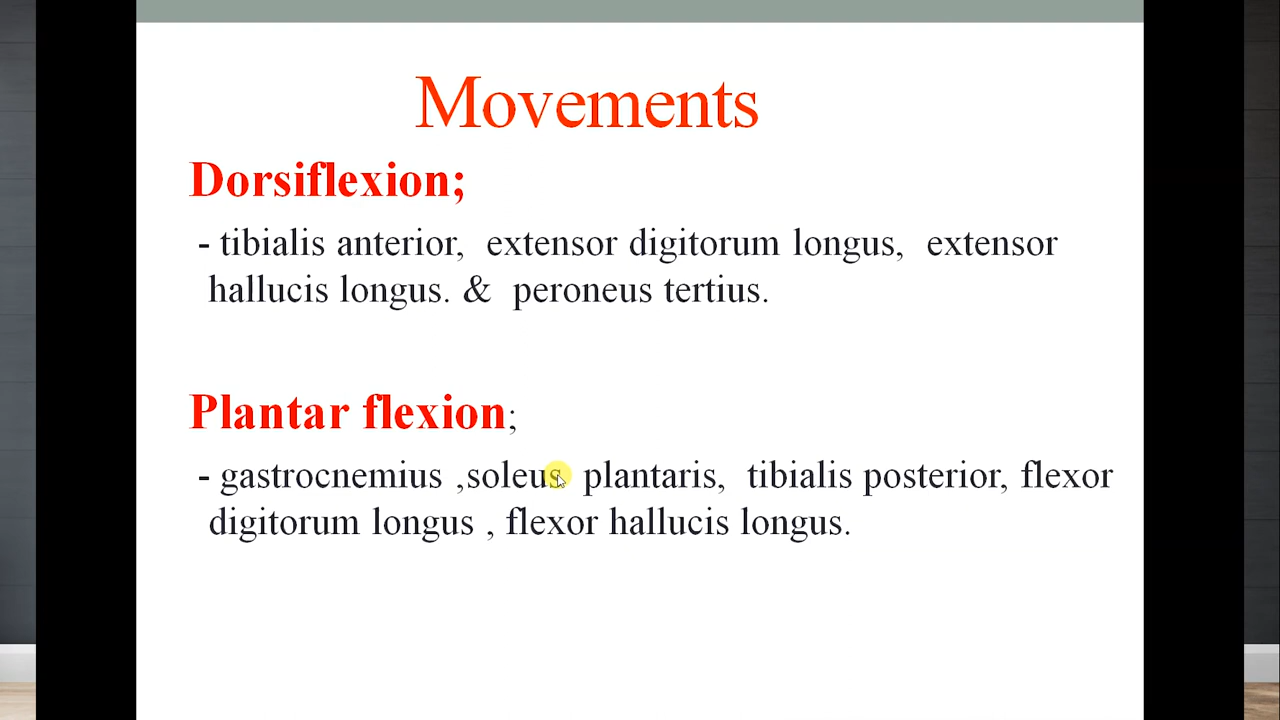 Movements
Dorsiflexion;
- tibialis anterior, extensor digitorum longus, extensor
hallucis longus. & peroneus tertius.
Plantar flexion;
- gastrocnemius ,soleus, plantaris, tibialis posterior, flexor
digitorum longus , flexor hallucis longus.